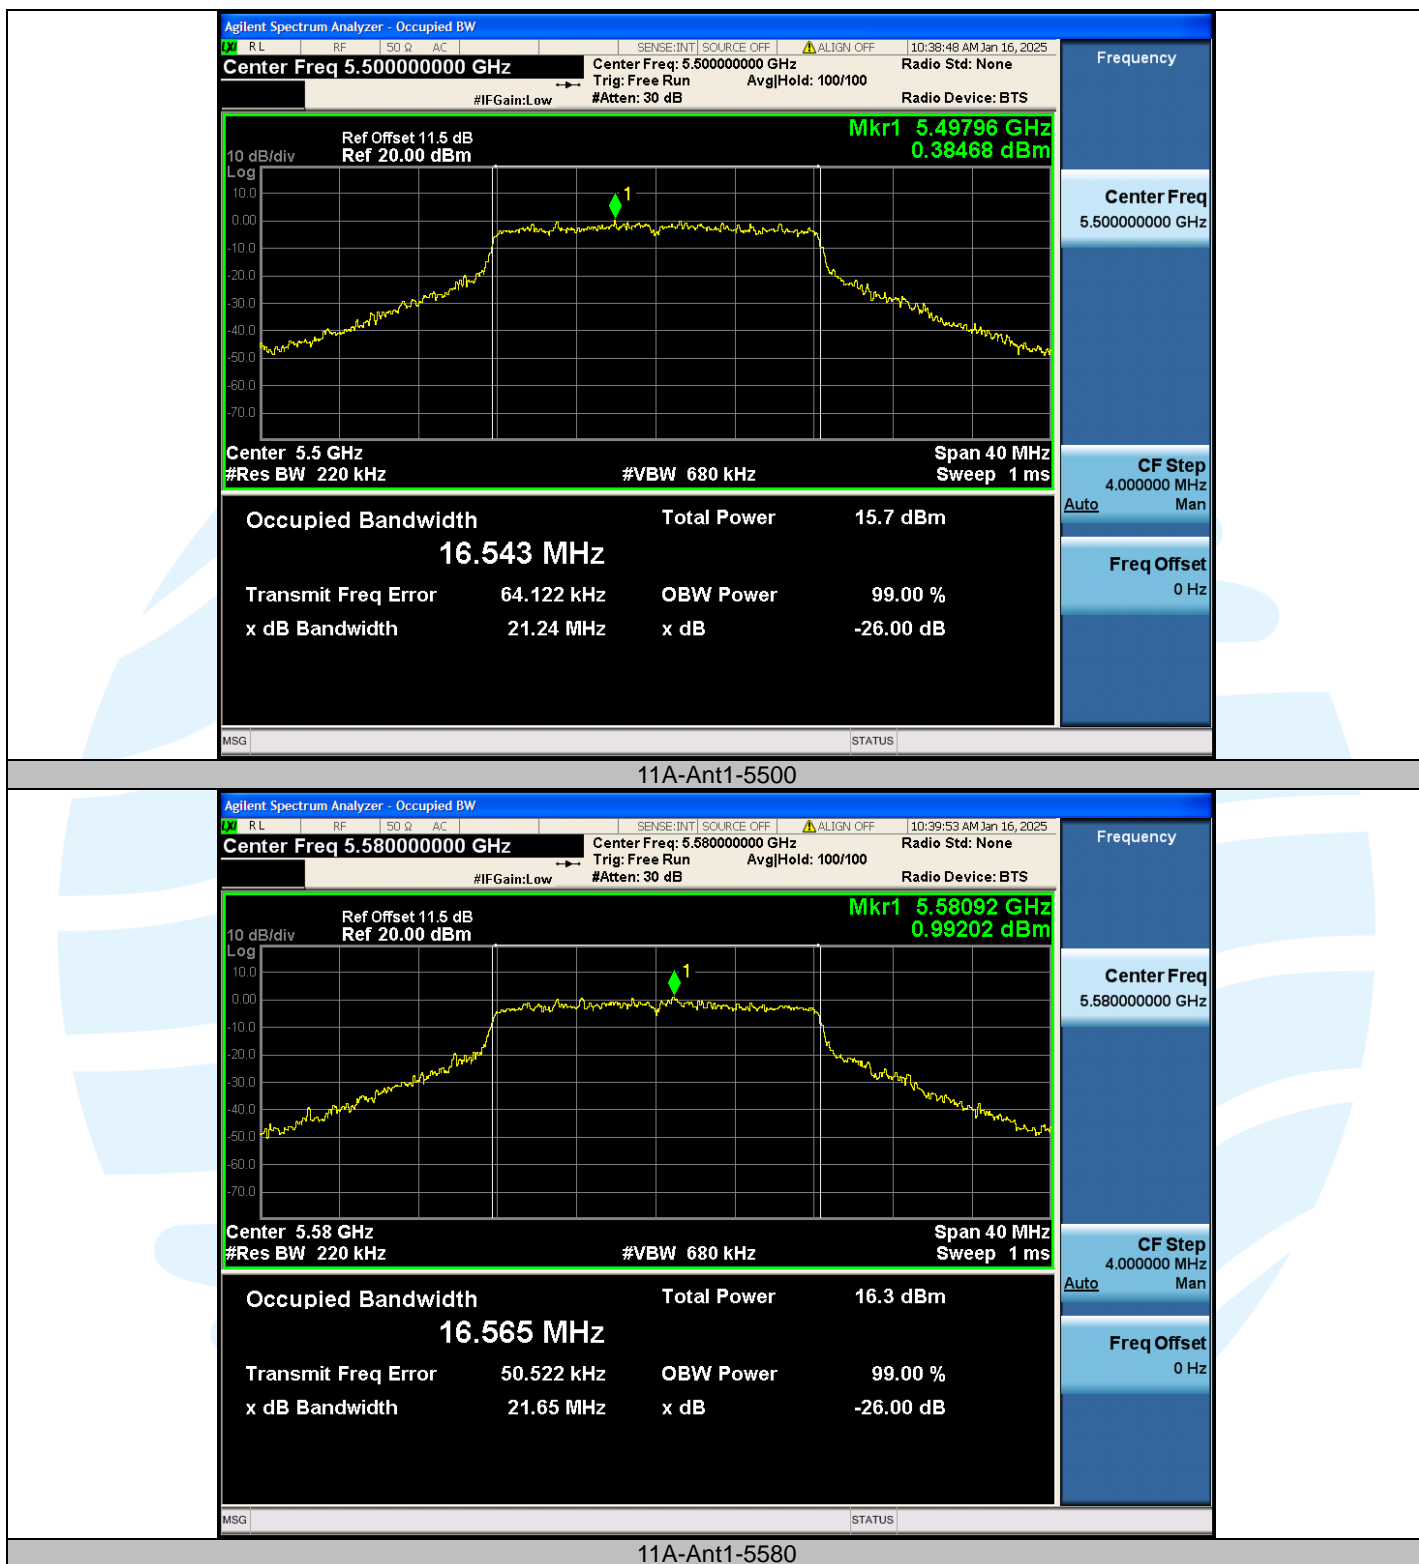 Agilent Spectrum Analyzer - Occupied BW
LXI RL RF 50 Ω AC SENSE:INT SOURCE OFF ALIGN OFF 10:38:48 AM Jan 16, 2025
Center Freq 5.500000000 GHz
Center Freq: 5.500000000 GHz
Radio Std: None
Trig: Free Run Avg|Hold: 100/100
#IFGain:Low
#Atten: 30 dB
Radio Device: BTS
Mkr1 5.49796 GHz
0.38468 dBm
Ref Offset 11.5 dB
10 dB/div Ref 20.00 dBm
Log
10.0
0.00
-10.0
-20.0
-30.0
-40.0
-50.0
-60.0
-70.0
1
Center 5.5 GHz Span 40 MHz
#Res BW 220 kHz #VBW 680 kHz Sweep 1 ms
Occupied Bandwidth Total Power 15.7 dBm
16.543 MHz
Transmit Freq Error 64.122 kHz OBW Power 99.00 %
x dB Bandwidth 21.24 MHz x dB -26.00 dB
MSG STATUS
Frequency
Center Freq
5.500000000 GHz
CF Step
4.000000 MHz
Auto Man
Freq Offset
0 Hz
11A-Ant1-5500
Agilent Spectrum Analyzer - Occupied BW
LXI RL RF 50 Ω AC SENSE:INT SOURCE OFF ALIGN OFF 10:39:53 AM Jan 16, 2025
Center Freq 5.580000000 GHz
Center Freq: 5.580000000 GHz
Radio Std: None
Trig: Free Run Avg|Hold: 100/100
#IFGain:Low
#Atten: 30 dB
Radio Device: BTS
Mkr1 5.58092 GHz
0.99202 dBm
Ref Offset 11.5 dB
10 dB/div Ref 20.00 dBm
Log
10.0
0.00
-10.0
-20.0
-30.0
-40.0
-50.0
-60.0
-70.0
1
Center 5.58 GHz Span 40 MHz
#Res BW 220 kHz #VBW 680 kHz Sweep 1 ms
Occupied Bandwidth Total Power 16.3 dBm
16.565 MHz
Transmit Freq Error 50.522 kHz OBW Power 99.00 %
x dB Bandwidth 21.65 MHz x dB -26.00 dB
MSG STATUS
Frequency
Center Freq
5.580000000 GHz
CF Step
4.000000 MHz
Auto Man
Freq Offset
0 Hz
11A-Ant1-5580